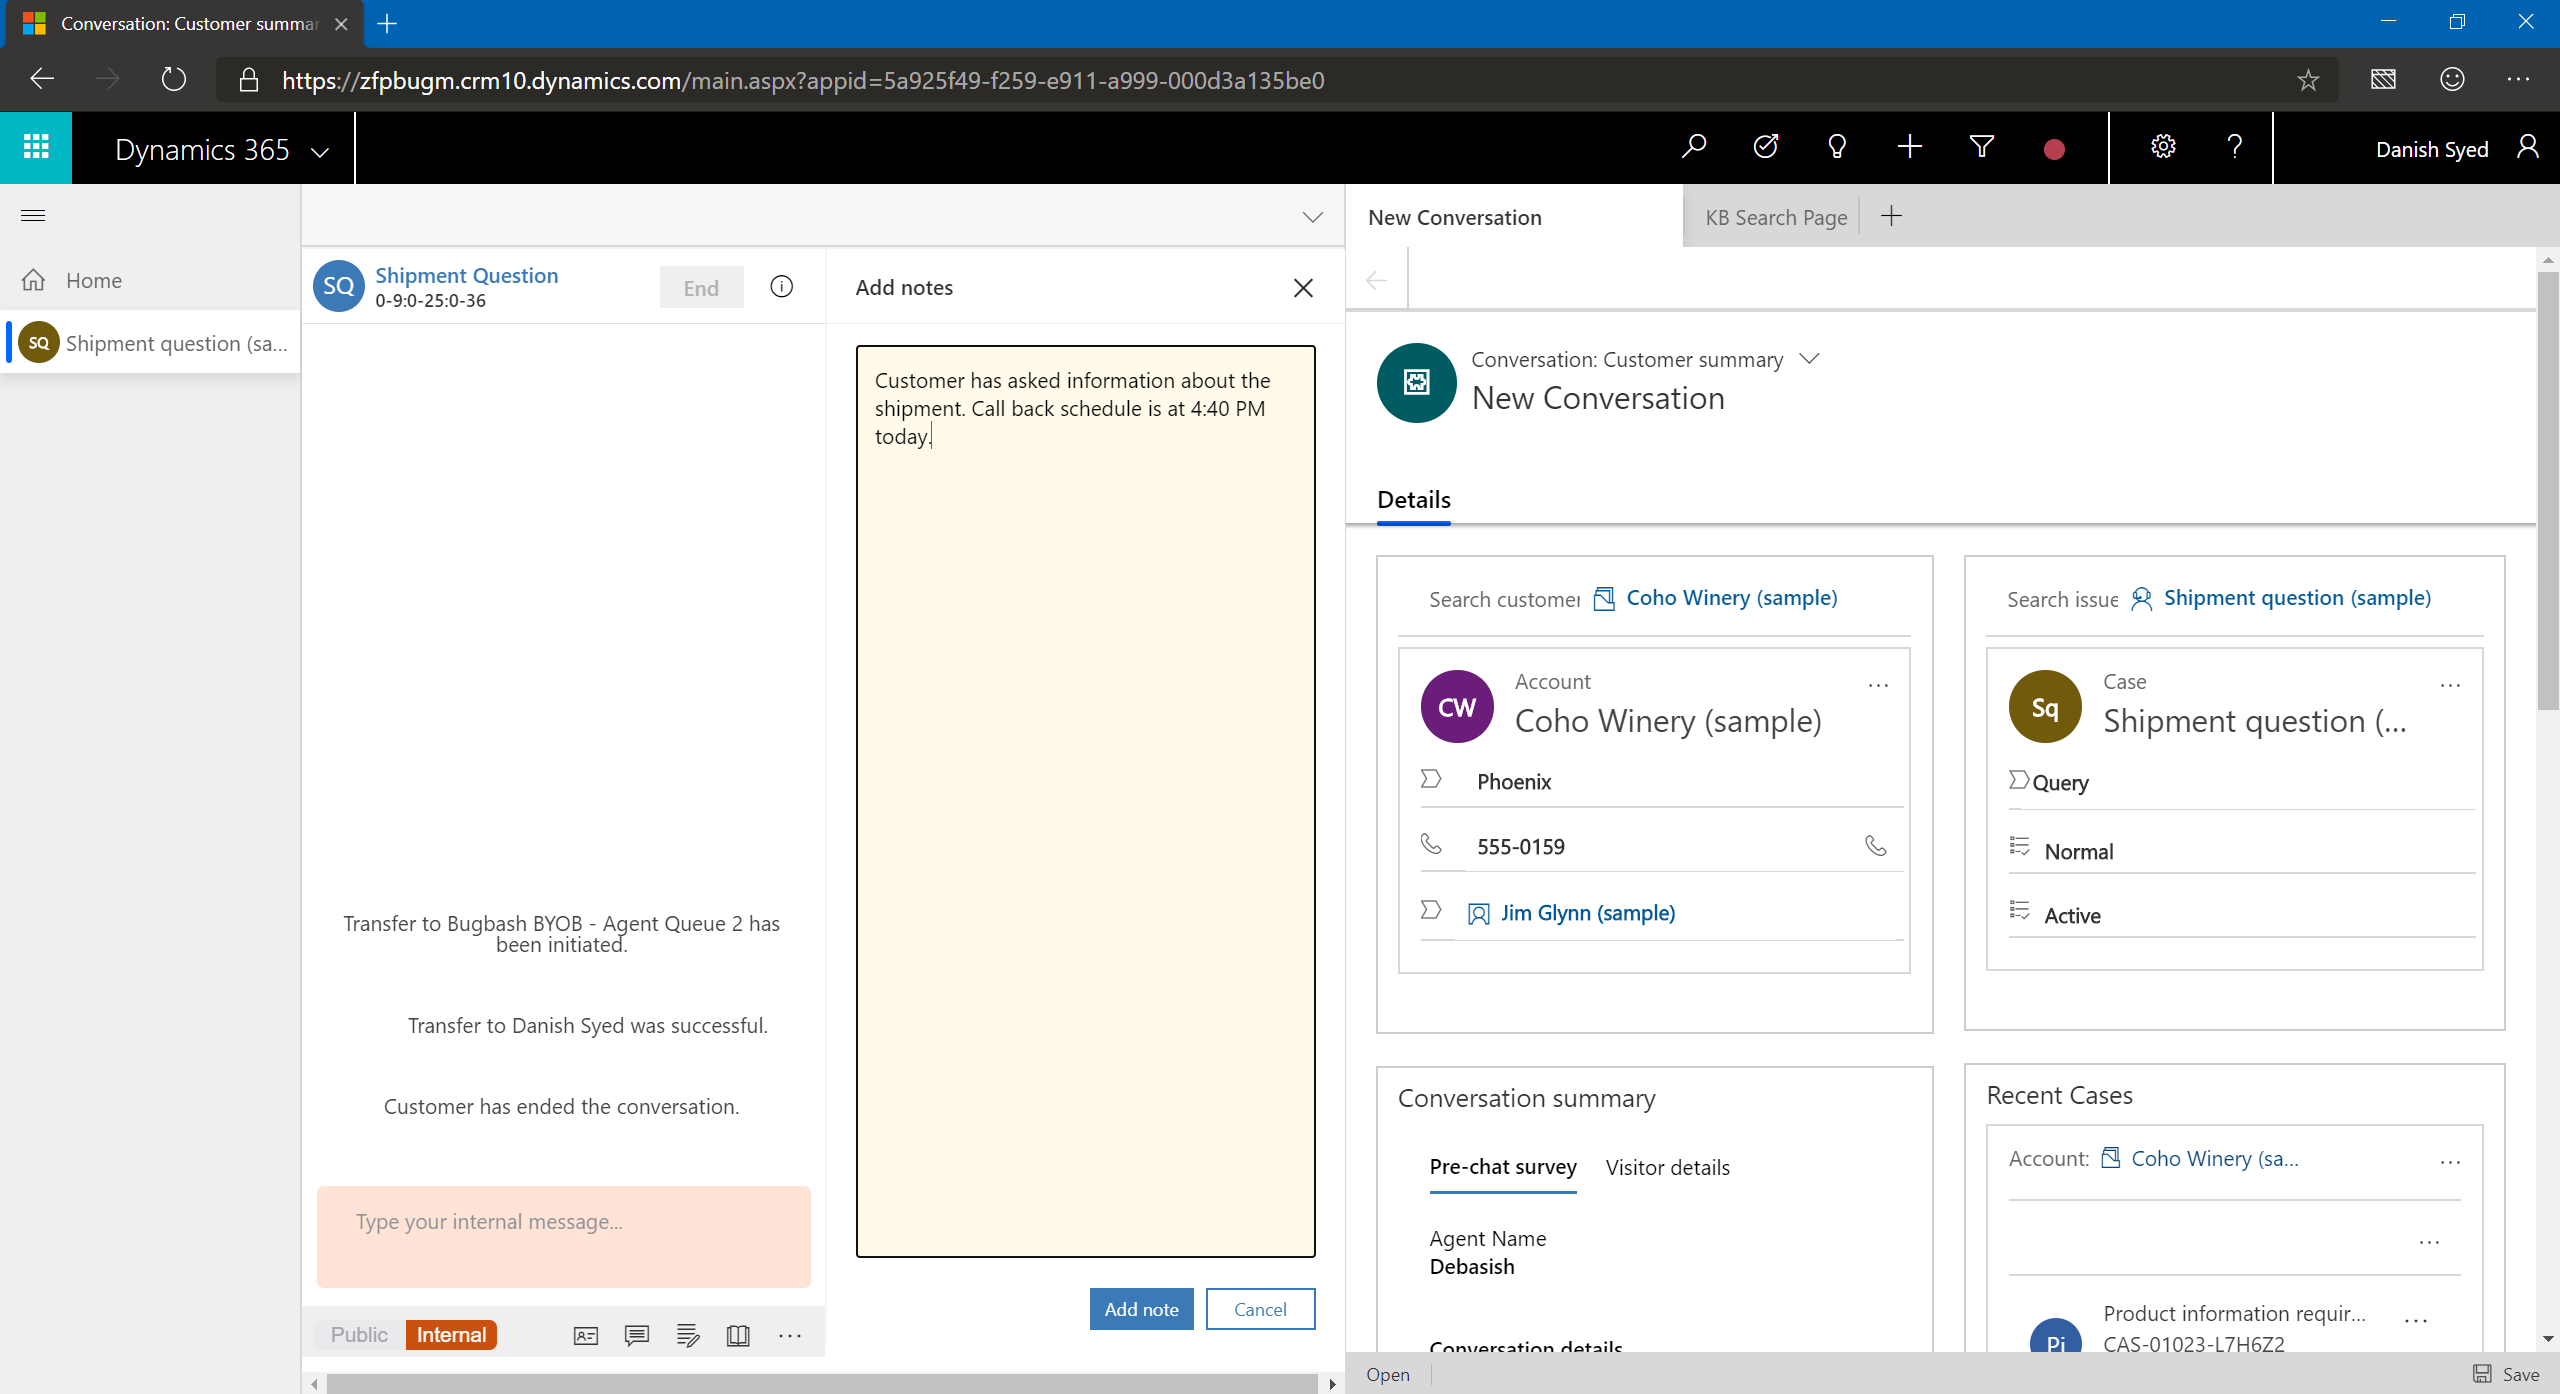 Conversation: Customer summar
https://zfpbugm.crm10.dynamics.com/main.aspx?appid=5a925f49-f259-e911-a999-000d3a135be0
Dynamics 365
Danish Syed
Home
SQ
Shipment question (sa...
SQ
Shipment Question
0-9:0-25:0-36
End
Transfer to Bugbash BYOB - Agent Queue 2 has
been initiated.
Transfer to Danish Syed was successful.
Customer has ended the conversation.
Type your internal message...
Public
Internal
Add notes
Customer has asked information about the
shipment. Call back schedule is at 4:40 PM
today.
Add note
Cancel
New Conversation
KB Search Page
Conversation: Customer summary
New Conversation
Details
Search customer
Coho Winery (sample)
CW
Account
Coho Winery (sample)
Phoenix
555-0159
Jim Glynn (sample)
Search issue
Shipment question (sample)
Sq
Case
Shipment question (...
Query
Normal
Active
Conversation summary
Pre-chat survey
Visitor details
Agent Name
Debasish
Conversation details
Recent Cases
Account:
Coho Winery (sa...
Pi
Product information requir...
CAS-01023-L7H6Z2
Open
Save